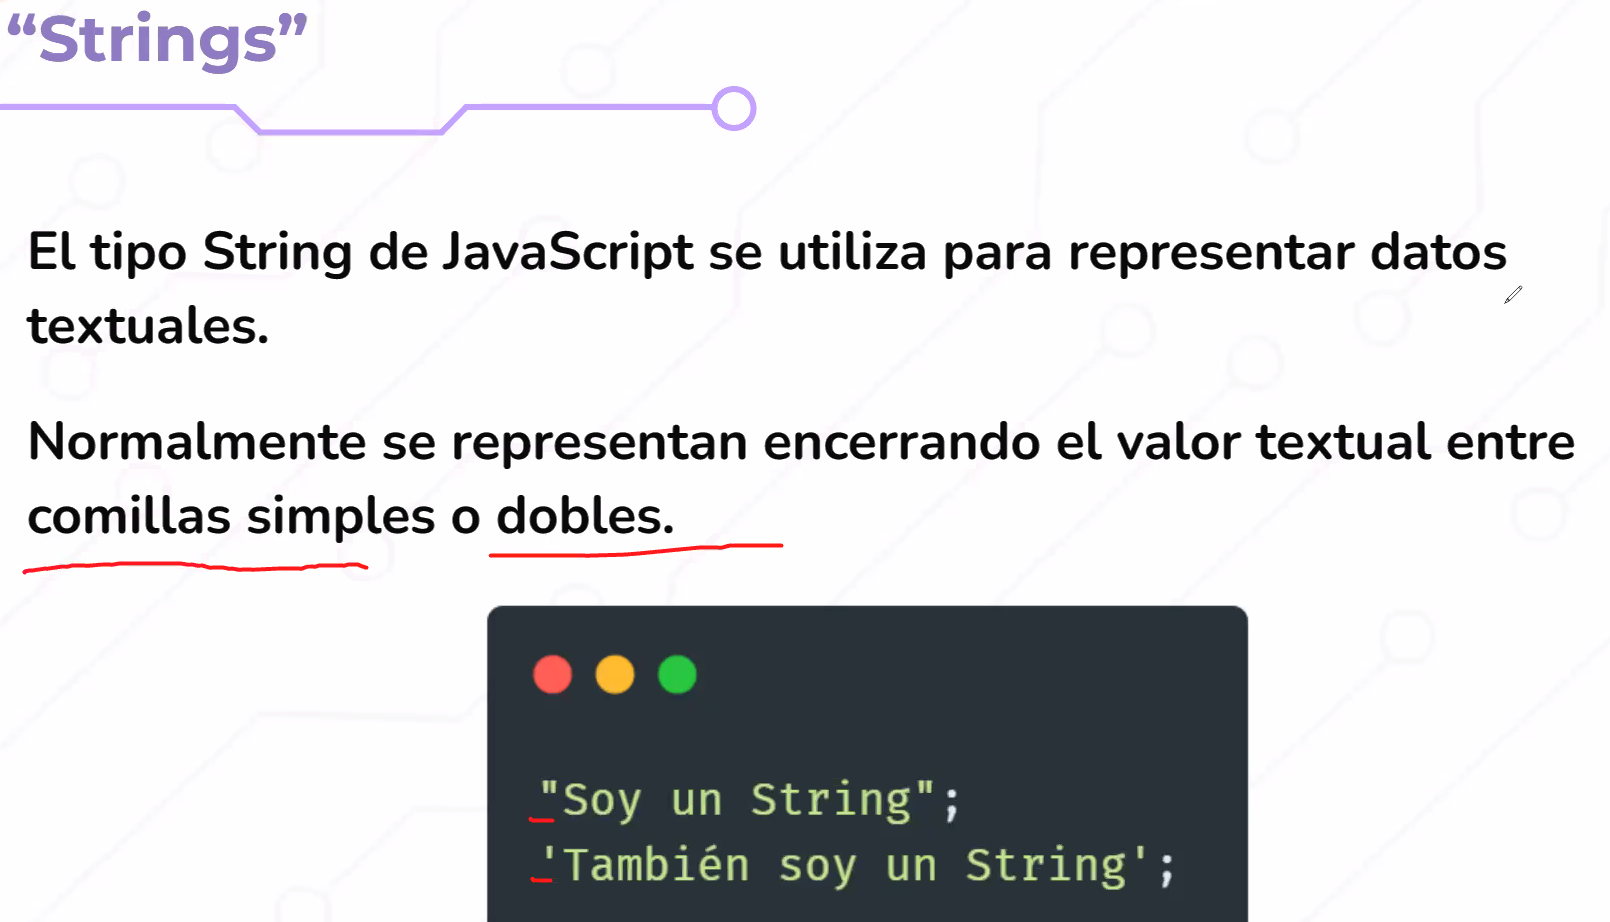 “Strings”
El tipo String de JavaScript se utiliza para representar datos
textuales.
Normalmente se representan encerrando el valor textual entre
comillas simples o dobles.
"Soy un String";
'También soy un String';